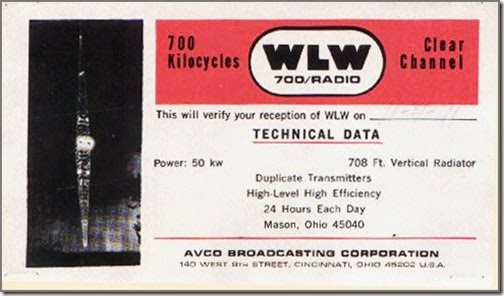 700
Kilocycles
WLW
700/RADIO
Clear
Channel
This will verify your reception of WLW on
TECHNICAL DATA
Power: 50 kw
708 Ft. Vertical Radiator
Duplicate Transmitters
High-Level High Efficiency
24 Hours Each Day
Mason, Ohio 45040
AVCO BROADCASTING CORPORATION
140 WEST 9TH STREET, CINCINNATI, OHIO 45202 U.S.A.